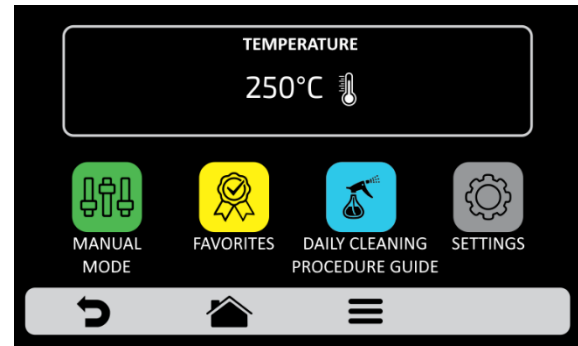 TEMPERATURE
250°C
MANUAL
MODE
FAVORITES
DAILY CLEANING
PROCEDURE GUIDE
SETTINGS